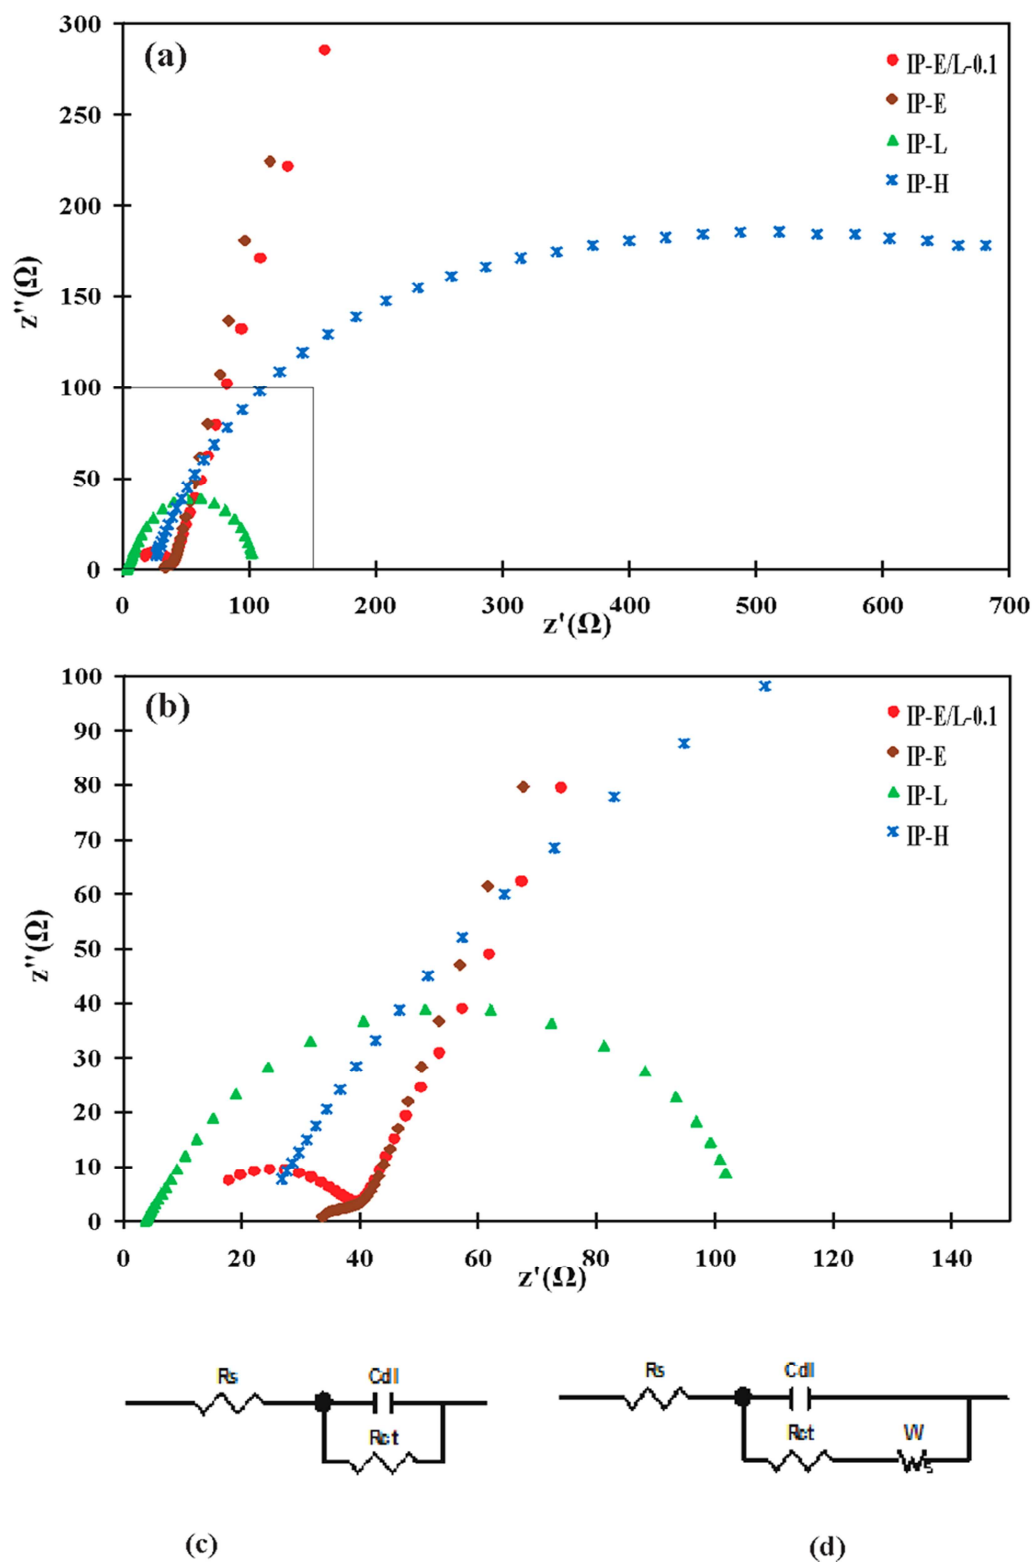 (a)
300
250
200
150
100
50
0
z''(Ω)
0 100 200 300 400 500 600 700
z'(Ω)
IP-E/L-0.1
IP-E
IP-L
IP-H
(b)
100
90
80
70
60
50
40
30
20
10
0
z''(Ω)
0 20 40 60 80 100 120 140
z'(Ω)
IP-E/L-0.1
IP-E
IP-L
IP-H
Rs Cdl
Rct
Rs Cdl
Rct W
s
(c) (d)